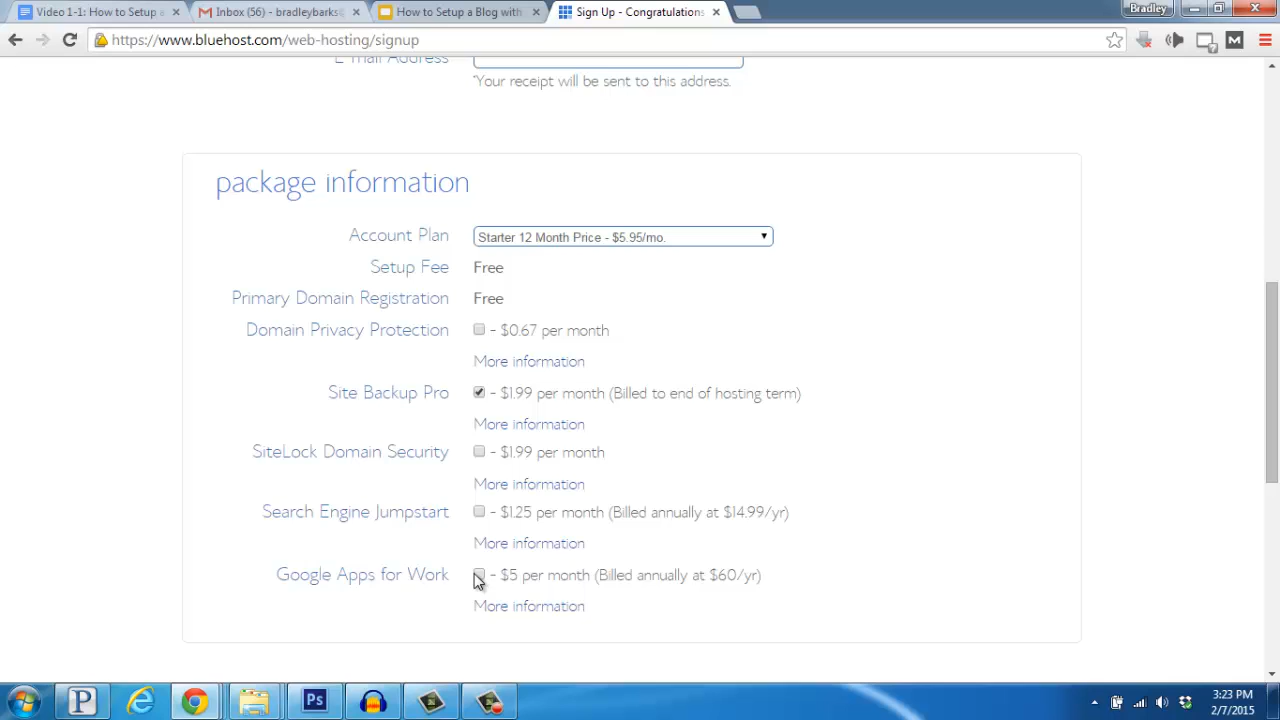 Video 1-1: How to Setup
Inbox (56) - bradleybarks@
How to Setup a Blog with
Sign Up - Congratulations
Bradley
https://www.bluehost.com/web-hosting/signup
E-mail Address
*Your receipt will be sent to this address.
package information
Account Plan Starter 12 Month Price - $5.95/mo.
Setup Fee Free
Primary Domain Registration Free
Domain Privacy Protection - $0.67 per month
More information
Site Backup Pro - $1.99 per month (Billed to end of hosting term)
More information
SiteLock Domain Security - $1.99 per month
More information
Search Engine Jumpstart - $1.25 per month (Billed annually at $14.99/yr)
More information
Google Apps for Work - $5 per month (Billed annually at $60/yr)
More information
3:23 PM
2/7/2015